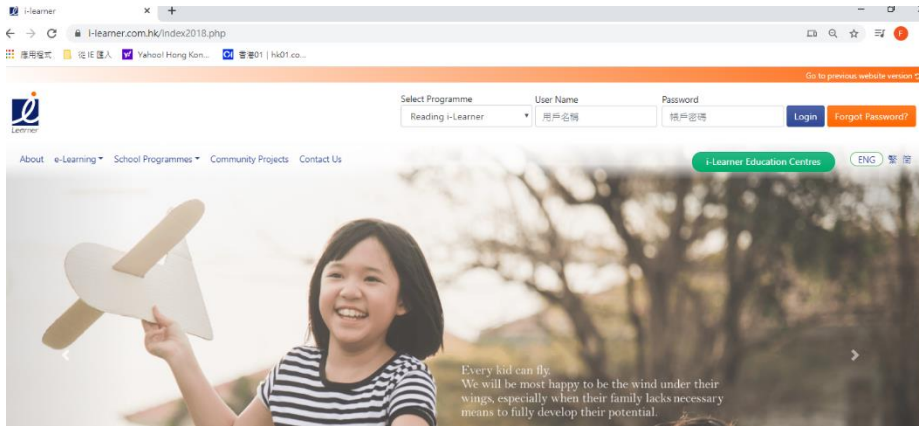 i-learner
i-learner.com.hk/index2018.php
應用程式 從 IE 匯入 Yahoo! Hong Kon... 香港01 | hk01.co...
Go to previous website version
Select Programme User Name Password
Reading i-Learner 用戶名稱 帳戶密碼 Login Forgot Password?
i Learner
About e-Learning School Programmes Community Projects Contact Us i-Learner Education Centres ENG 繁 简
Every kid can fly.
We will be most happy to be the wind under their
wings, especially when their family lacks necessary
means to fully develop their potential.